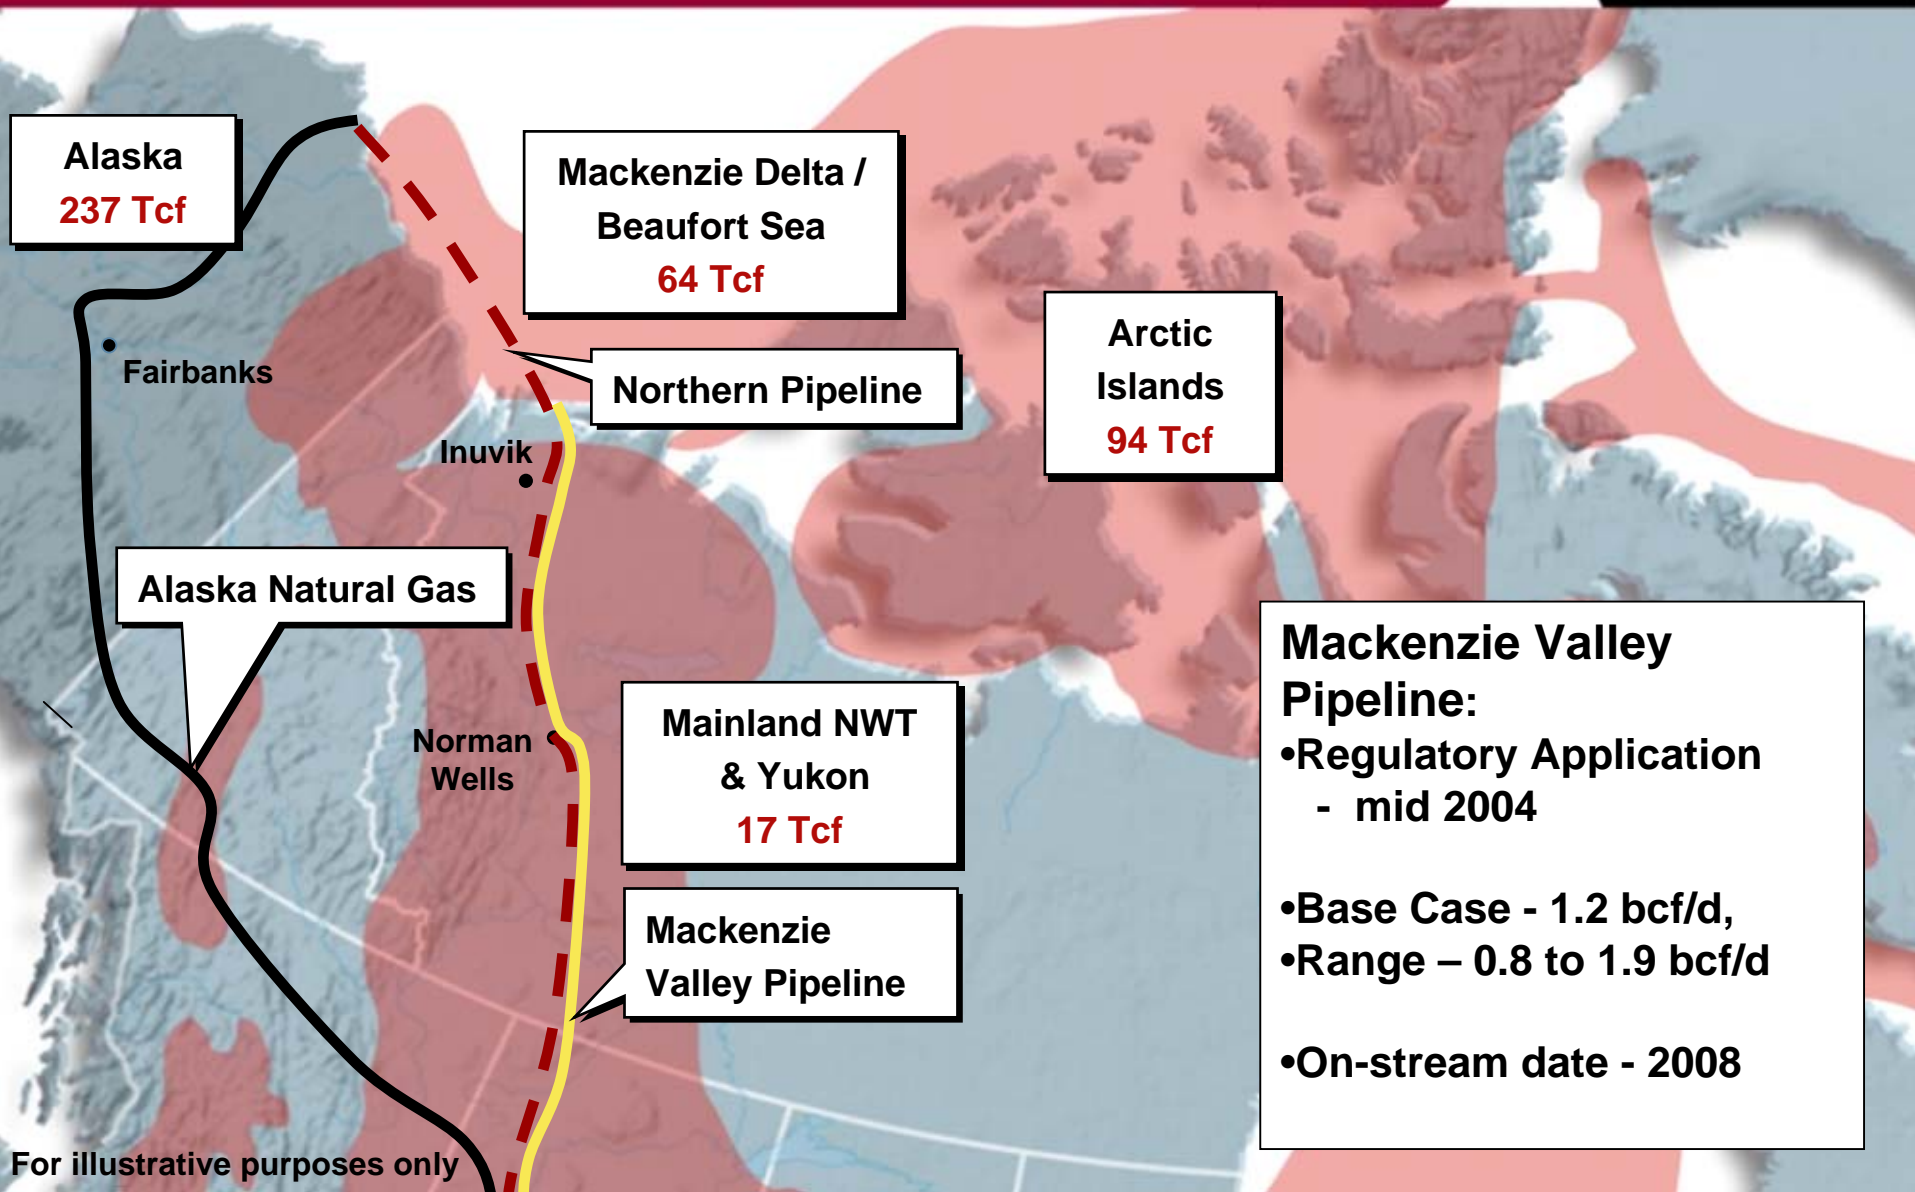 Alaska
237 Tcf
Mackenzie Delta /
Beaufort Sea
64 Tcf
Arctic
Islands
94 Tcf
Fairbanks
Northern Pipeline
Inuvik
Alaska Natural Gas
Norman
Wells
Mainland NWT
& Yukon
17 Tcf
Mackenzie
Valley Pipeline
Mackenzie Valley
Pipeline:
•Regulatory Application
- mid 2004
•Base Case - 1.2 bcf/d,
•Range – 0.8 to 1.9 bcf/d
•On-stream date - 2008
For illustrative purposes only